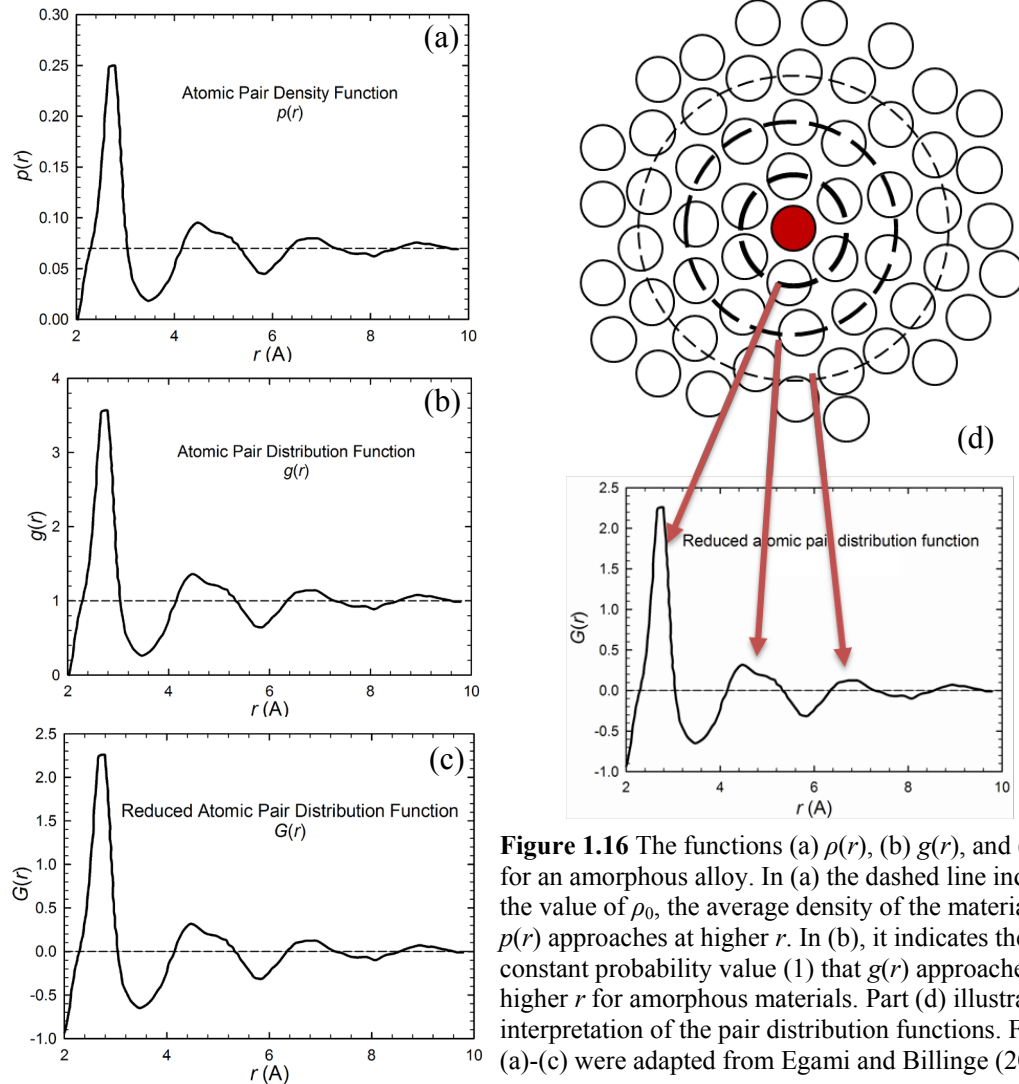 (a)
Atomic Pair Density Function
p(r)
p(r)
0.30
0.25
0.20
0.15
0.10
0.05
0.00
2
4
6
8
10
r (A)
(b)
Atomic Pair Distribution Function
g(r)
g(r)
4
3
2
1
0
2
4
6
8
10
r (A)
(c)
Reduced Atomic Pair Distribution Function
G(r)
G(r)
2.5
2.0
1.5
1.0
0.5
0.0
-0.5
-1.0
2
4
6
8
10
r (A)
(d)
Reduced atomic pair distribution function
G(r)
2.5
2.0
1.5
1.0
0.5
0.0
-0.5
-1.0
2
4
6
8
10
r (A)
Figure 1.16 The functions (a) ρ(r), (b) g(r), and
for an amorphous alloy. In (a) the dashed line
the value of ρ0, the average density of the
p(r) approaches at higher r. In (b), it indicates the
constant probability value (1) that g(r)
higher r for amorphous materials. Part (d)
interpretation of the pair distribution functions.
(a)-(c) were adapted from Egami and Billinge